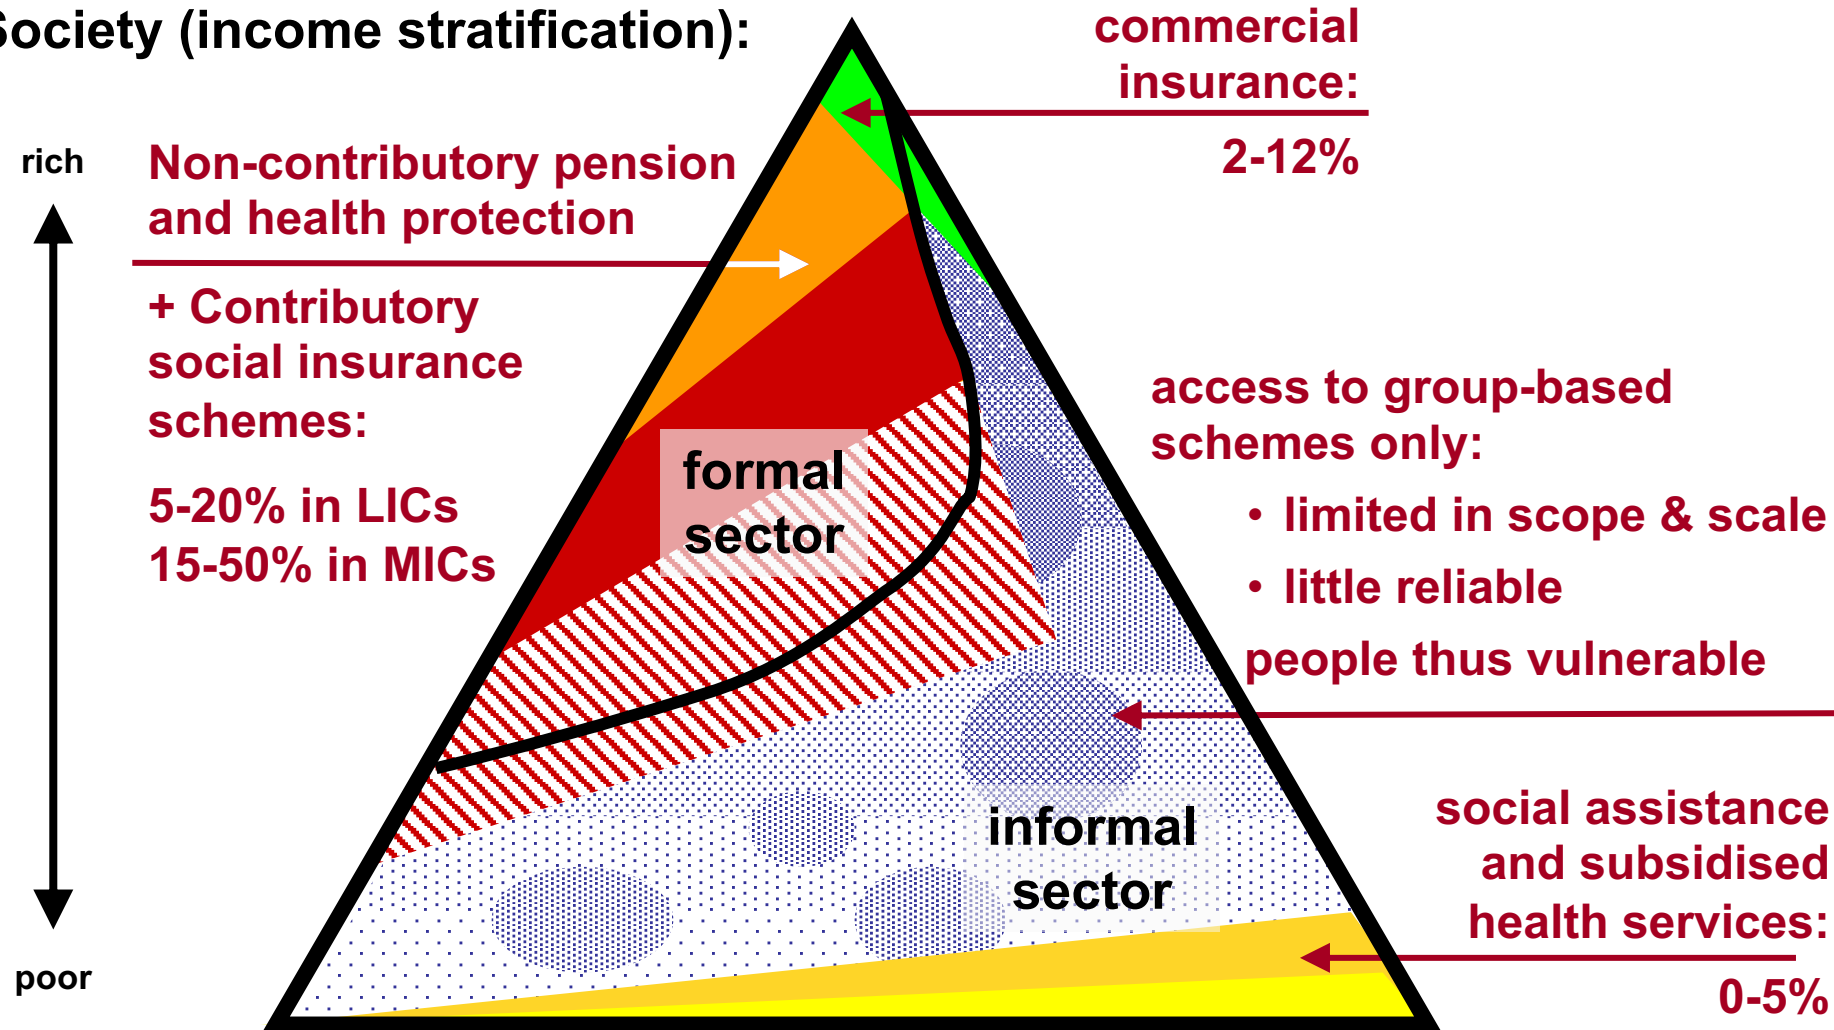 Society (income stratification):
commercial
insurance:
2-12%
rich
Non-contributory pension
and health protection
+ Contributory
social insurance
schemes:
5-20% in LICs
15-50% in MICs
formal
sector
access to group-based
schemes only:
• limited in scope & scale
• little reliable
people thus vulnerable
informal
sector
social assistance
and subsidised
health services:
0-5%
poor